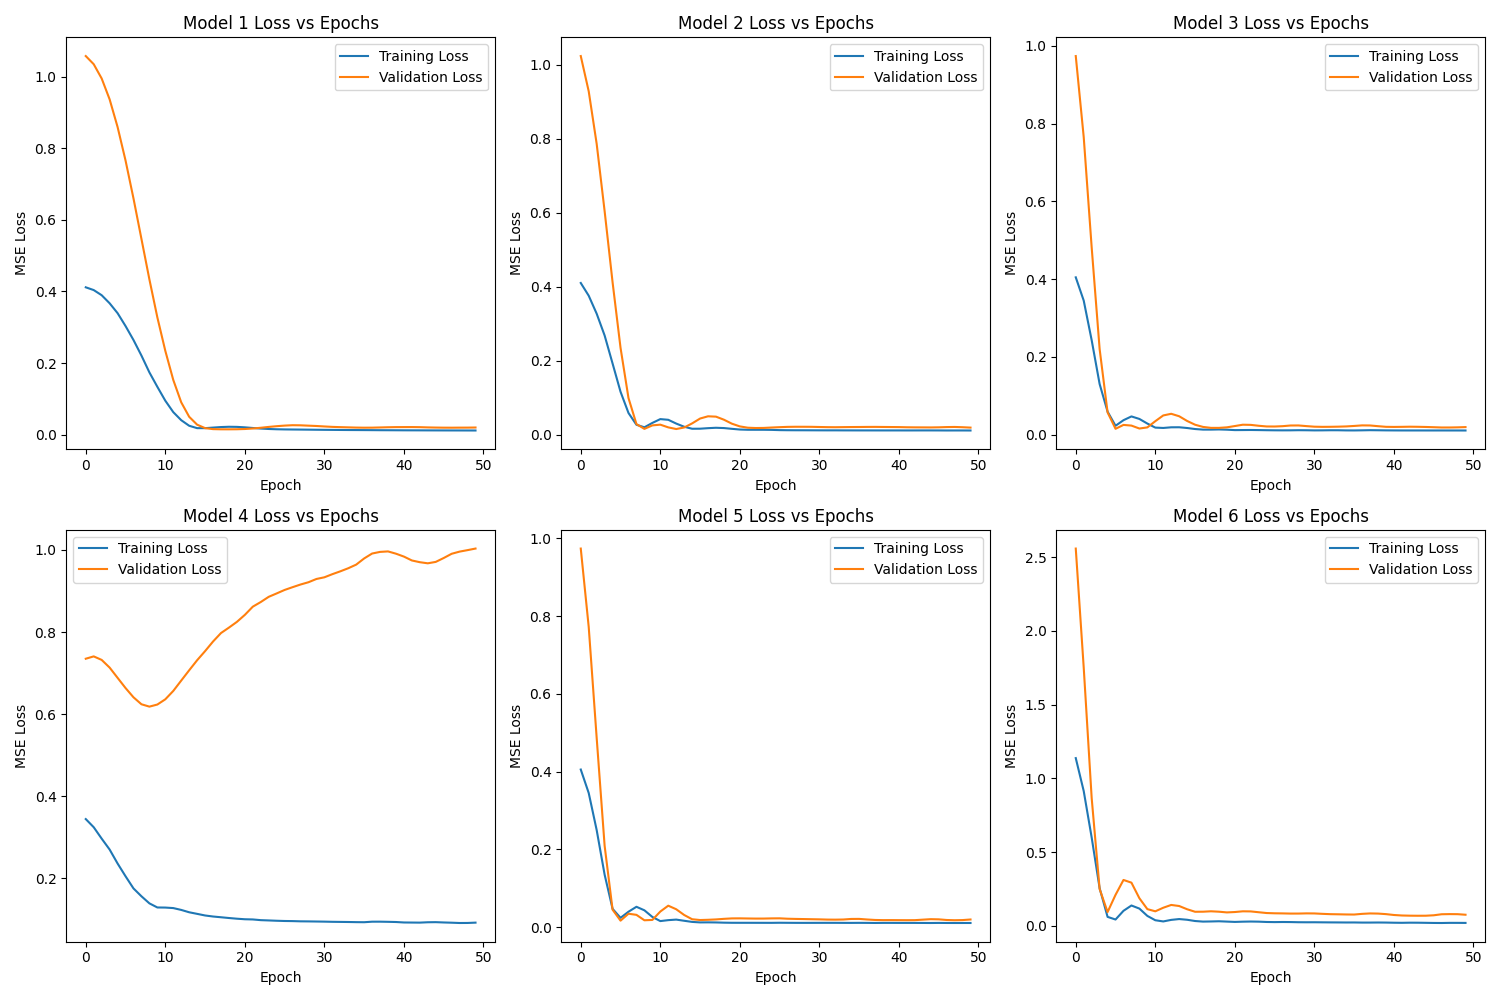 Model 1 Loss vs Epochs
Training Loss
Validation Loss
MSE Loss
1.0
0.8
0.6
0.4
0.2
0.0
0 10 20 30 40 50
Epoch
Model 2 Loss vs Epochs
Training Loss
Validation Loss
MSE Loss
1.0
0.8
0.6
0.4
0.2
0.0
0 10 20 30 40 50
Epoch
Model 3 Loss vs Epochs
Training Loss
Validation Loss
MSE Loss
1.0
0.8
0.6
0.4
0.2
0.0
0 10 20 30 40 50
Epoch
Model 4 Loss vs Epochs
Training Loss
Validation Loss
MSE Loss
1.0
0.8
0.6
0.4
0.2
0 10 20 30 40 50
Epoch
Model 5 Loss vs Epochs
Training Loss
Validation Loss
MSE Loss
1.0
0.8
0.6
0.4
0.2
0.0
0 10 20 30 40 50
Epoch
Model 6 Loss vs Epochs
Training Loss
Validation Loss
MSE Loss
2.5
2.0
1.5
1.0
0.5
0.0
0 10 20 30 40 50
Epoch